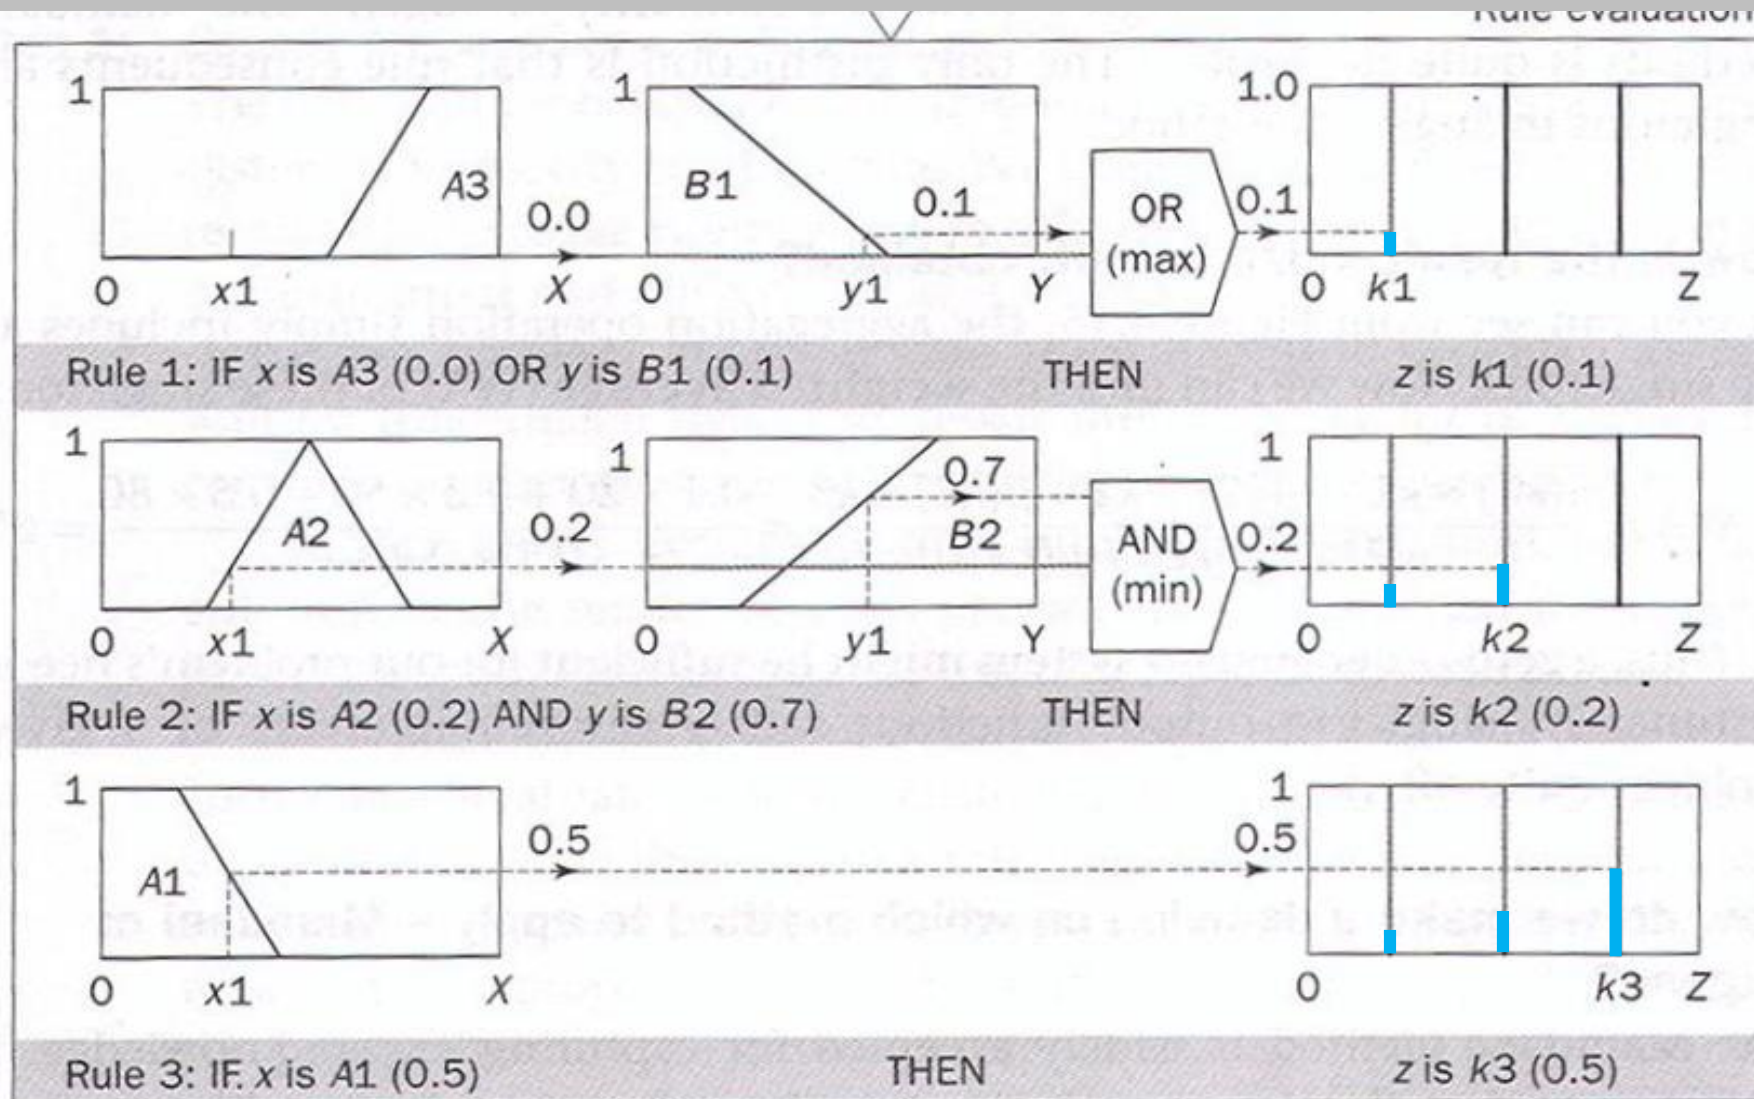 Rule evaluation
1 1 1.0
A3 B1 0.1 OR 0.1
0.0 (max)
0 x1 X 0 y1 Y 0 k1 Z
Rule 1: IF x is A3 (0.0) OR y is B1 (0.1) THEN z is k1 (0.1)
1 1 0.7 1
A2 0.2 B2 AND 0.2
(min)
0 x1 X 0 y1 Y 0 k2 Z
Rule 2: IF x is A2 (0.2) AND y is B2 (0.7) THEN z is k2 (0.2)
1 1
0.5 0.5
A1
0 x1 X 0 k3 Z
Rule 3: IF. x is A1 (0.5) THEN z is k3 (0.5)